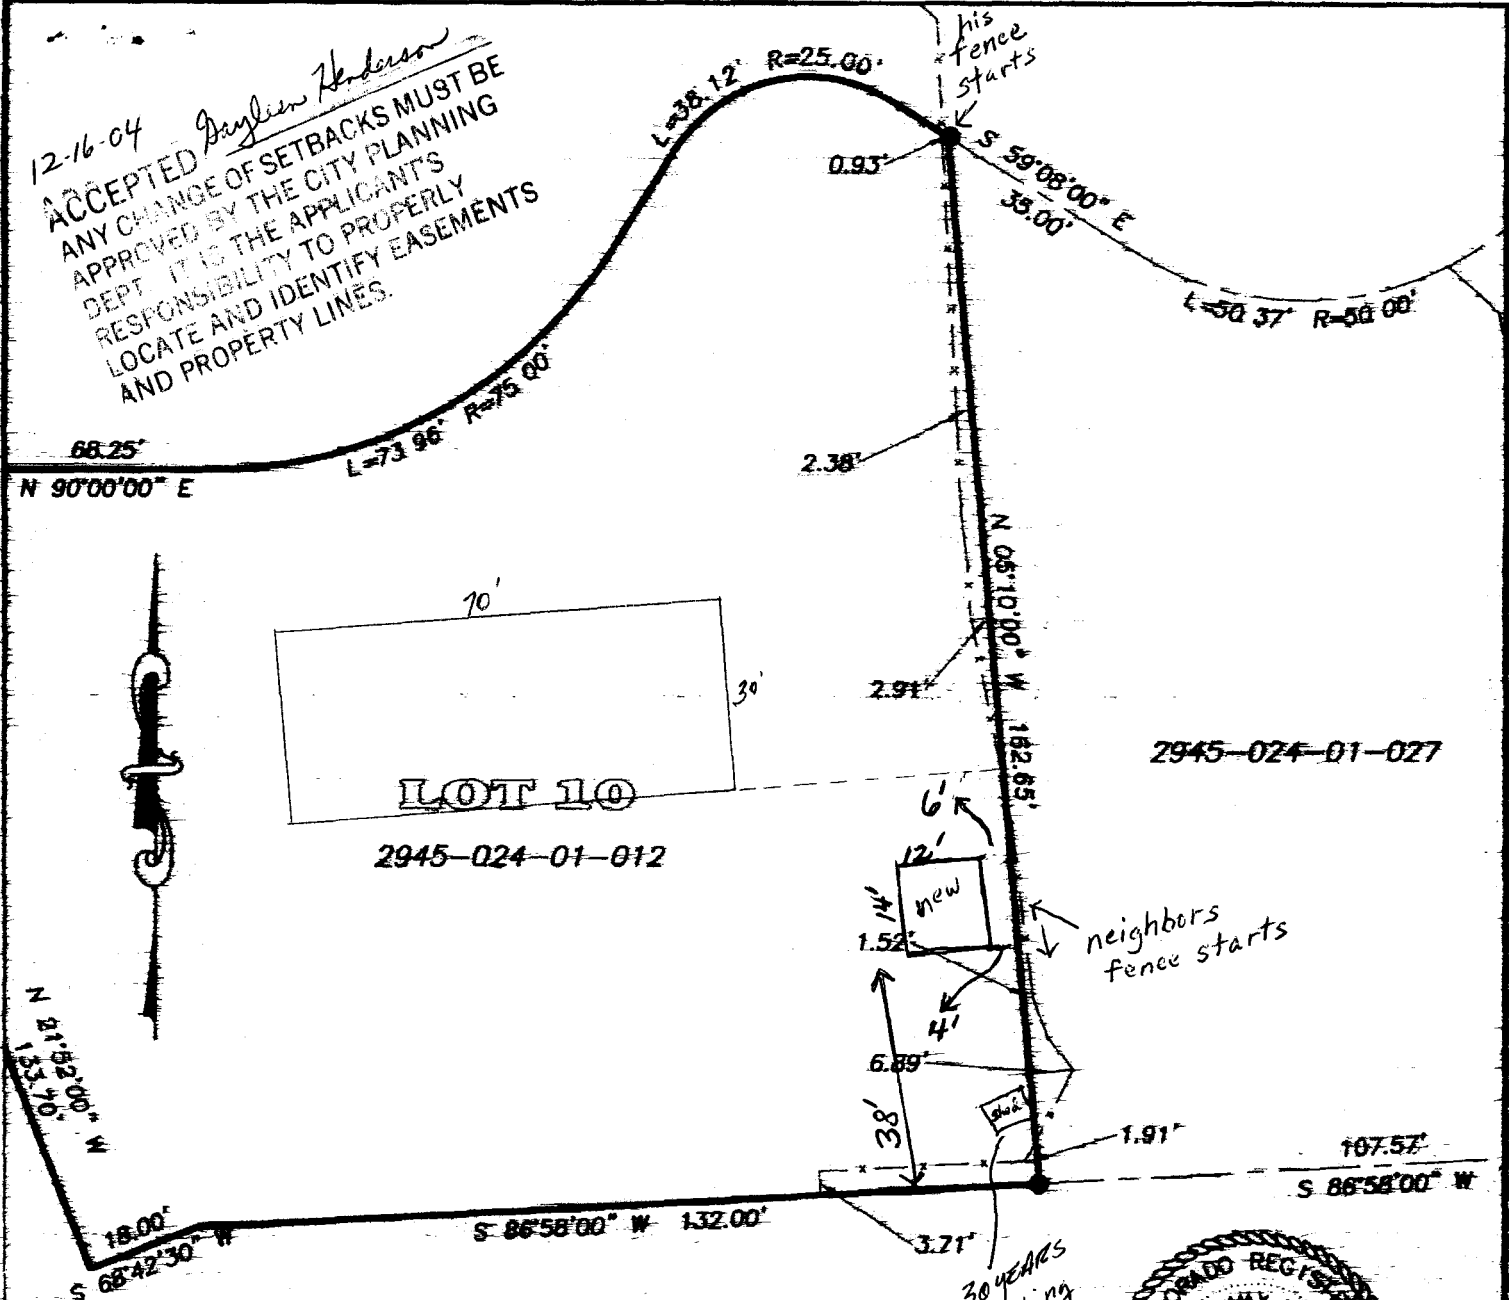 his
fence
starts
12-16-04 Gaylien Henderson
ACCEPTED
ANY CHANGE OF SETBACKS MUST BE
APPROVED BY THE CITY PLANNING
DEPT. IT IS THE APPLICANT'S
RESPONSIBILITY TO PROPERLY
LOCATE AND IDENTIFY EASEMENTS
AND PROPERTY LINES.
L=38.12' R=25.00'
0.93'
S 59°08'00" E
35.00'
L=50.37' R=50.00'
68.25'
N 90°00'00" E
L=73.96' R=75.00'
2.38'
N 05°10'00" W 162.65'
70'
30'
2.91'
2945-024-01-027
LOT 10
2945-024-01-012
6'
12'
14'
new
1.52'
neighbors
fence starts
4'
6.89'
38'
shed
1.91'
N 21°52'00" W
133.70'
107.57'
S 86°58'00" W
18.00'
S 68°42'30" W
S 86°58'00" W 132.00'
3.71'
30 YEARS